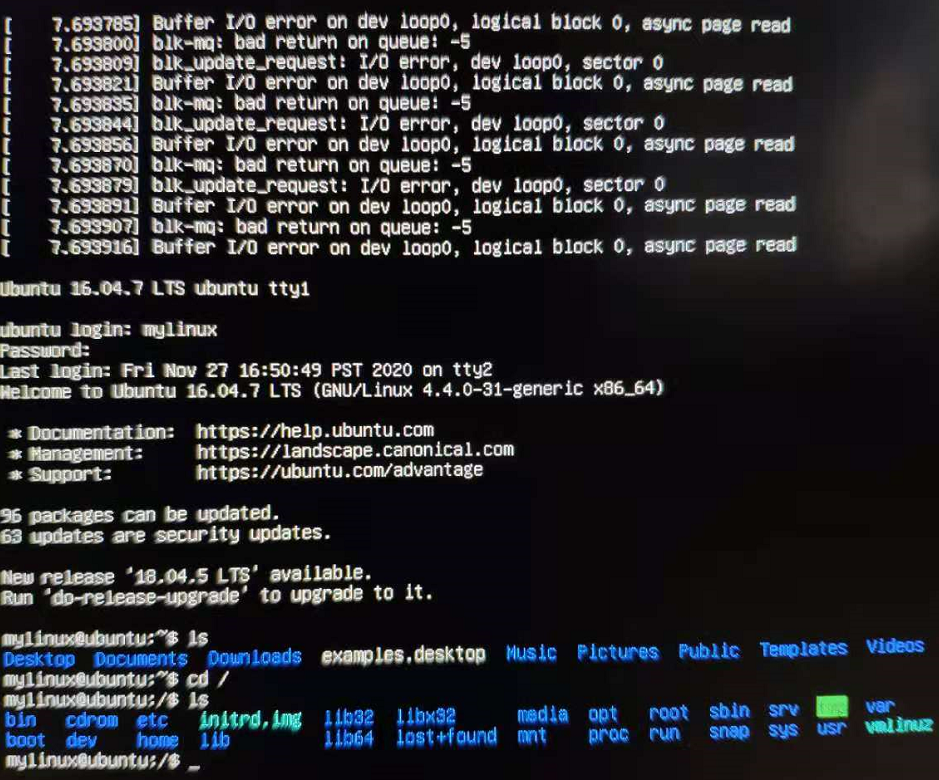 [    7.693785] Buffer I/O error on dev loop0, logical block 0, async page read
[    7.693800] blk-mq: bad return on queue: -5
[    7.693809] blk_update_request: I/O error, dev loop0, sector 0
[    7.693821] Buffer I/O error on dev loop0, logical block 0, async page read
[    7.693835] blk-mq: bad return on queue: -5
[    7.693844] blk_update_request: I/O error, dev loop0, sector 0
[    7.693856] Buffer I/O error on dev loop0, logical block 0, async page read
[    7.693870] blk-mq: bad return on queue: -5
[    7.693879] blk_update_request: I/O error, dev loop0, sector 0
[    7.693891] Buffer I/O error on dev loop0, logical block 0, async page read
[    7.693907] blk-mq: bad return on queue: -5
[    7.693916] Buffer I/O error on dev loop0, logical block 0, async page read
Ubuntu 16.04.7 LTS ubuntu tty1
ubuntu login: mylinux
Password:
Last login: Fri Nov 27 16:50:49 PST 2020 on tty2
Welcome to Ubuntu 16.04.7 LTS (GNU/Linux 4.4.0-31-generic x86_64)
* Documentation:  https://help.ubuntu.com
* Management:     https://landscape.canonical.com
* Support:        https://ubuntu.com/advantage
96 packages can be updated.
63 updates are security updates.
New release '18.04.5 LTS' available.
Run 'do-release-upgrade' to upgrade to it.
mylinux@ubuntu:~$ ls
Desktop  Documents  Downloads  examples.desktop  Music  Pictures  Public  Templates  Videos
mylinux@ubuntu:~$ cd /
mylinux@ubuntu:/$ ls
bin   cdrom  etc   initrd.img  lib32  libx32      media  opt   root  sbin  srv  var
boot  dev    home  lib         lib64  lost+found  mnt    proc  run   snap  sys  usr  vmlinuz
mylinux@ubuntu:/$ _